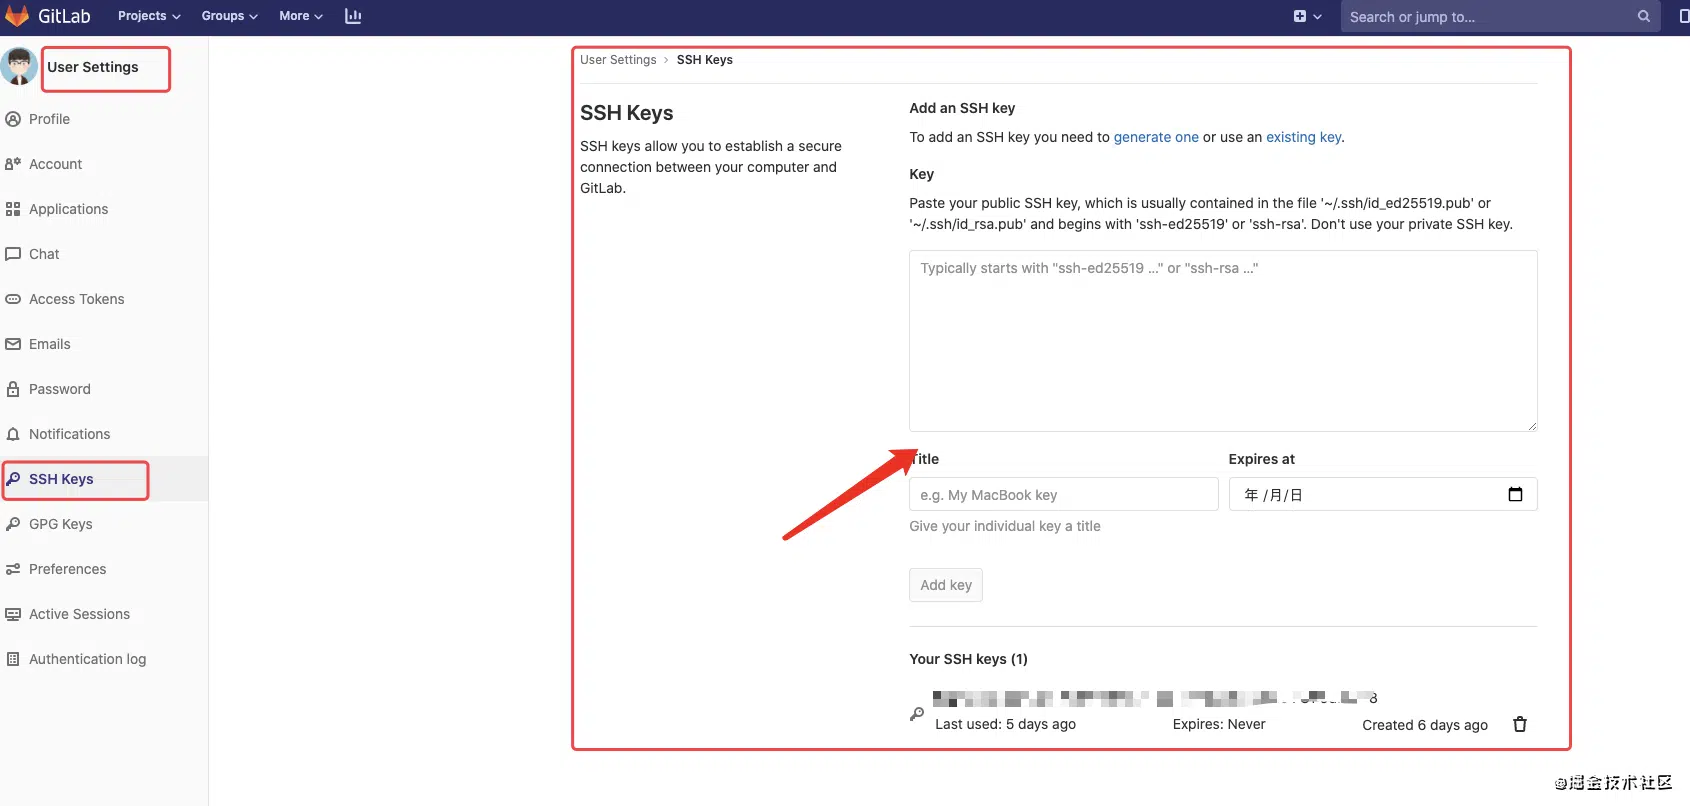 GitLab Projects Groups More
Search or jump to...
User Settings
Profile
Account
Applications
Chat
Access Tokens
Emails
Password
Notifications
SSH Keys
GPG Keys
Preferences
Active Sessions
Authentication log
User Settings › SSH Keys
SSH Keys
SSH keys allow you to establish a secure
connection between your computer and
GitLab.
Add an SSH key
To add an SSH key you need to generate one or use an existing key.
Key
Paste your public SSH key, which is usually contained in the file '~/.ssh/id_ed25519.pub' or
'~/.ssh/id_rsa.pub' and begins with 'ssh-ed25519' or 'ssh-rsa'. Don't use your private SSH key.
Typically starts with "ssh-ed25519 ..." or "ssh-rsa ..."
Title
Expires at
e.g. My MacBook key
年 /月/日
Give your individual key a title
Add key
Your SSH keys (1)
Last used: 5 days ago
Expires: Never
Created 6 days ago
@掘金技术社区